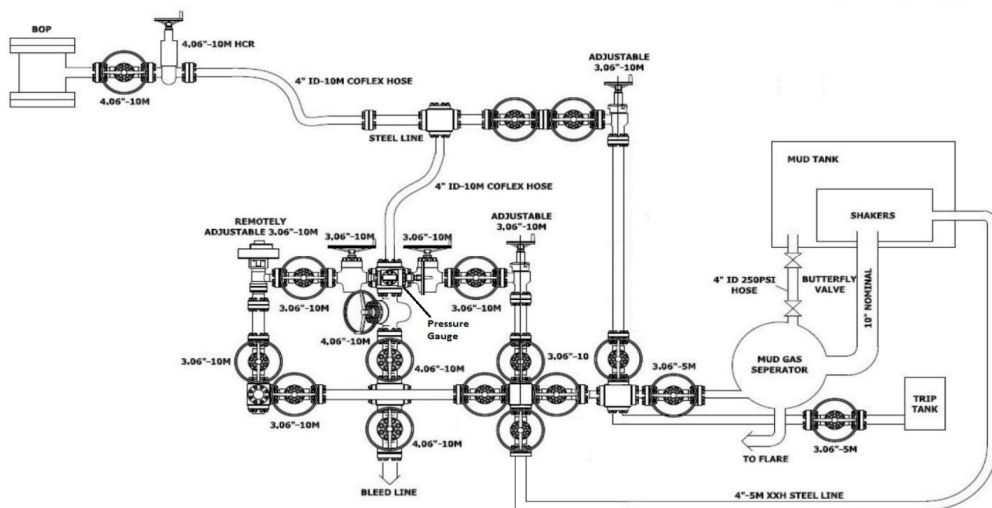 BOP
4.06"-10M HCR
4.06"-10M
4" ID-10M COFLEX HOSE
STEEL LINE
ADJUSTABLE
3,06"-10M
4" ID-10M COFLEX HOSE
MUD TANK
SHAKERS
REMOTELY
ADJUSTABLE 3.06"-10M
3.06"-10M
3.06"-10M
ADJUSTABLE
3,06"-10M
4" ID 250PSI
HOSE
BUTTERFLY
VALVE
10" NOMINAL
3.06"-10M
3.06"-10M
4.06"-10M
Pressure
Gauge
3.06"-10M
4.06"-10M
3,06"-10
3.06"-5M
MUD GAS
SEPERATOR
TRIP
TANK
3.06"-10M
4,06"-10M
TO FLARE
3.06"-5M
BLEED LINE
4"-5M XXH STEEL LINE